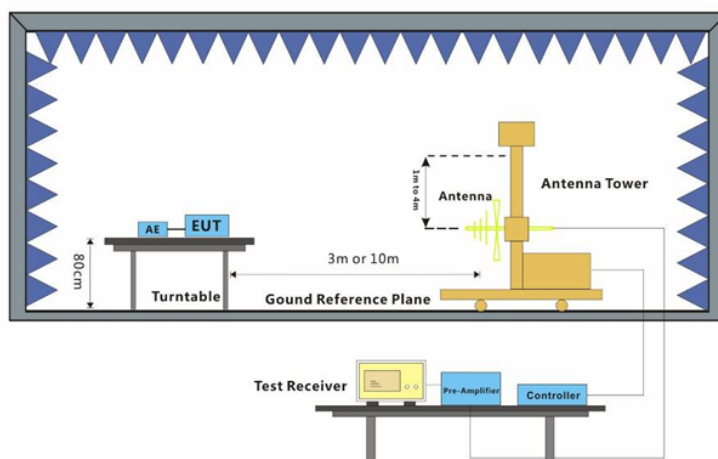 1m to 4m
Antenna
Antenna Tower
AE
EUT
80cm
3m or 10m
Turntable
Gound Reference Plane
Test Receiver
Pre-Amplifier
Controller